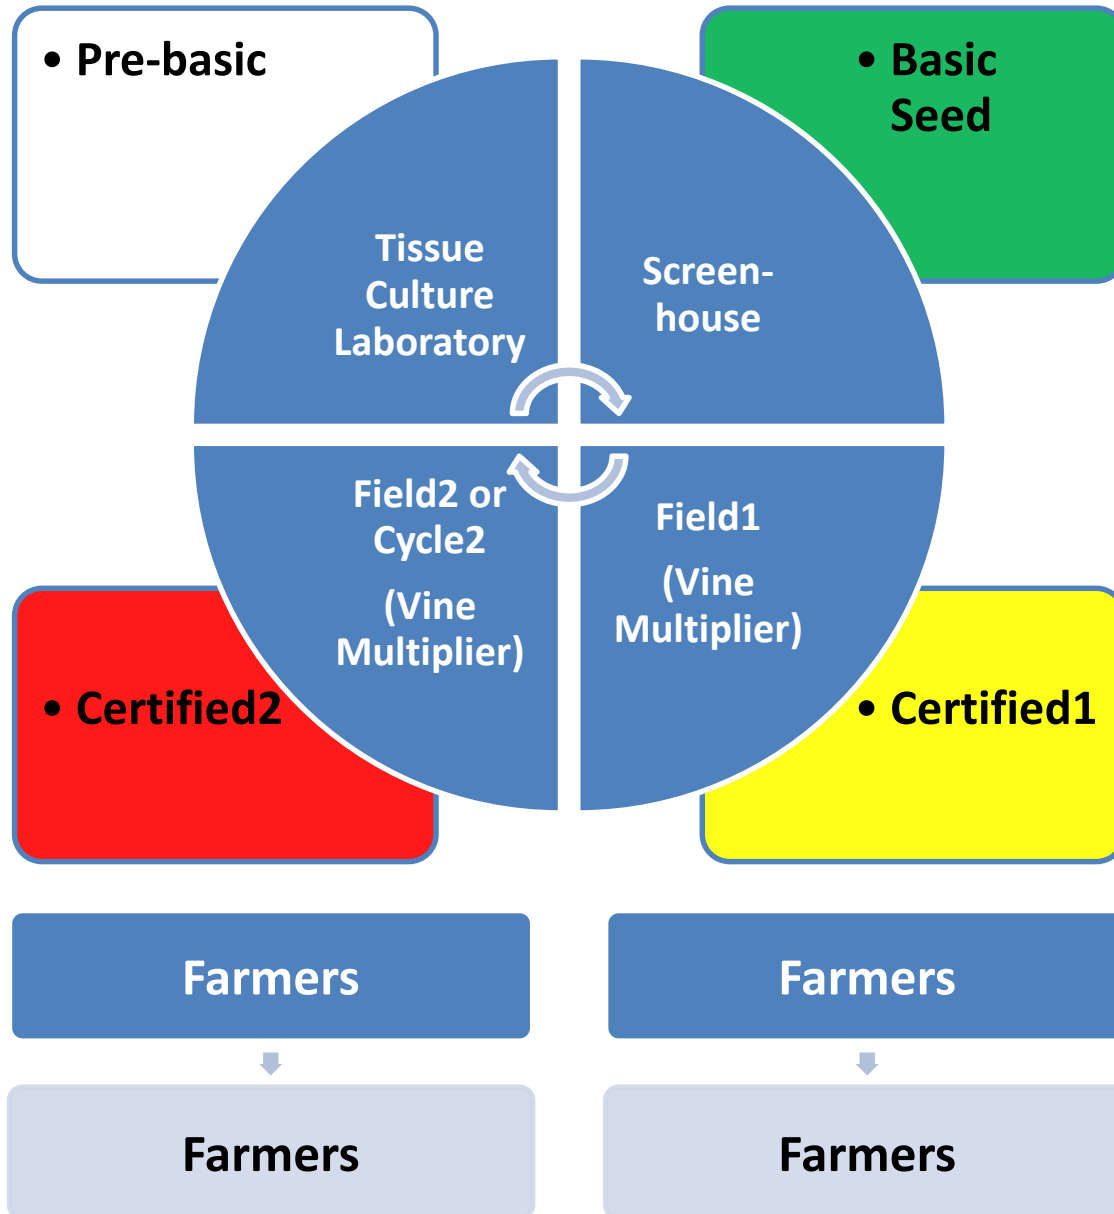 • Pre-basic
• Basic
Seed
Tissue
Culture
Laboratory
Screen-
house
Field2 or
Cycle2
(Vine
Multiplier)
Field1
(Vine
Multiplier)
• Certified2
• Certified1
Farmers
Farmers
Farmers
Farmers